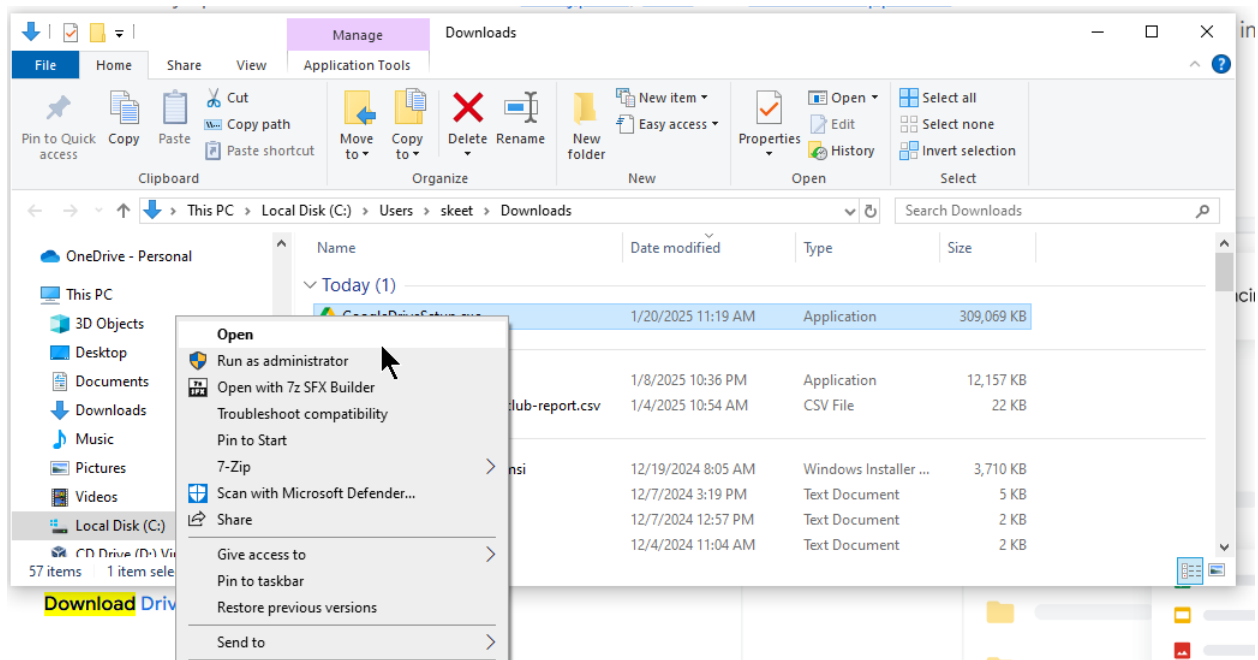 in
Manage
Downloads
File
Home
Share
View
Application Tools
Pin to Quick access
Copy
Paste
Cut
Copy path
Paste shortcut
Clipboard
Move to
Copy to
Delete
Rename
Organize
New folder
New item
Easy access
New
Properties
Open
Edit
History
Open
Select all
Select none
Invert selection
Select
This PC > Local Disk (C:) > Users > skeet > Downloads
Search Downloads
OneDrive - Personal
This PC
3D Objects
Desktop
Documents
Downloads
Music
Pictures
Videos
Local Disk (C:)
CD Drive (D:) Vi
57 items
1 item sele
Name
Date modified
Type
Size
Today (1)
GoogleDriveSetup.exe 1/20/2025 11:19 AM Application 309,069 KB
1/8/2025 10:36 PM Application 12,157 KB
lub-report.csv 1/4/2025 10:54 AM CSV File 22 KB
msi 12/19/2024 8:05 AM Windows Installer ... 3,710 KB
12/7/2024 3:19 PM Text Document 5 KB
12/7/2024 12:57 PM Text Document 2 KB
12/4/2024 11:04 AM Text Document 2 KB
Open
Run as administrator
Open with 7z SFX Builder
Troubleshoot compatibility
Pin to Start
7-Zip
Scan with Microsoft Defender...
Share
Give access to
Pin to taskbar
Restore previous versions
Send to
Download Driv